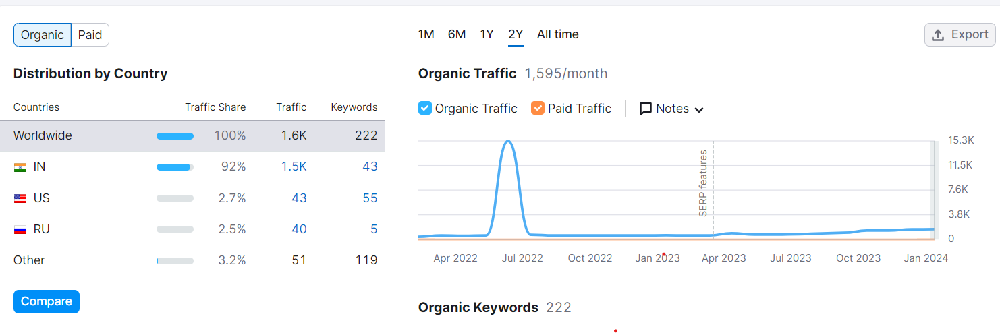 Organic Paid
Distribution by Country
Countries Traffic Share Traffic Keywords
Worldwide 100% 1.6K 222
IN 92% 1.5K 43
US 2.7% 43 55
RU 2.5% 40 5
Other 3.2% 51 119
Compare
1M 6M 1Y 2Y All time
Export
Organic Traffic 1,595/month
Organic Traffic Paid Traffic Notes
15.3K
11.5K
7.6K
3.8K
0
SERP features
Apr 2022 Jul 2022 Oct 2022 Jan 2023 Apr 2023 Jul 2023 Oct 2023 Jan 2024
Organic Keywords 222